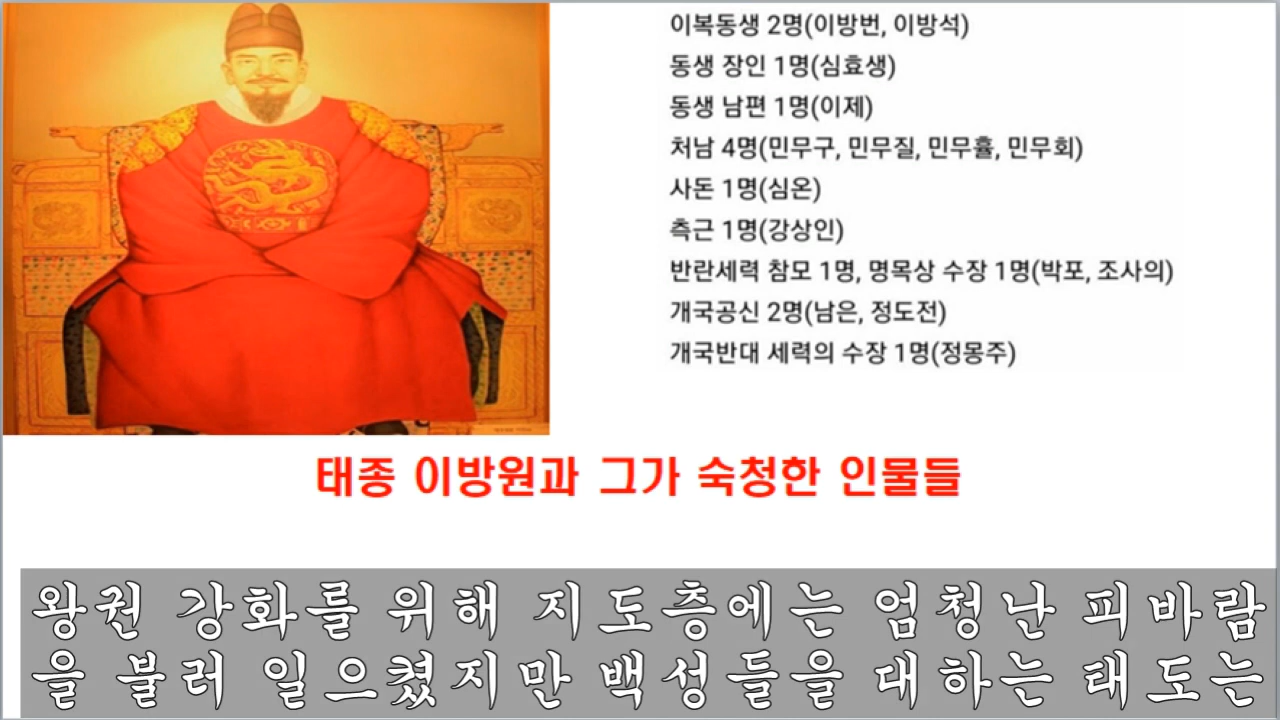 이복동생 2명(이방번, 이방석)
동생 장인 1명(심효생)
동생 남편 1명(이제)
처남 4명(민무구, 민무질, 민무휼, 민무회)
사돈 1명(심온)
측근 1명(강상인)
반란세력 참모 1명, 명목상 수장 1명(박포, 조사의)
개국공신 2명(남은, 정도전)
개국반대 세력의 수장 1명(정몽주)
태종 이방원과 그가 숙청한 인물들
왕권 강화를 위해 지도층에는 엄청난 피바람
을 불러 일으켰지만 백성들을 대하는 태도는